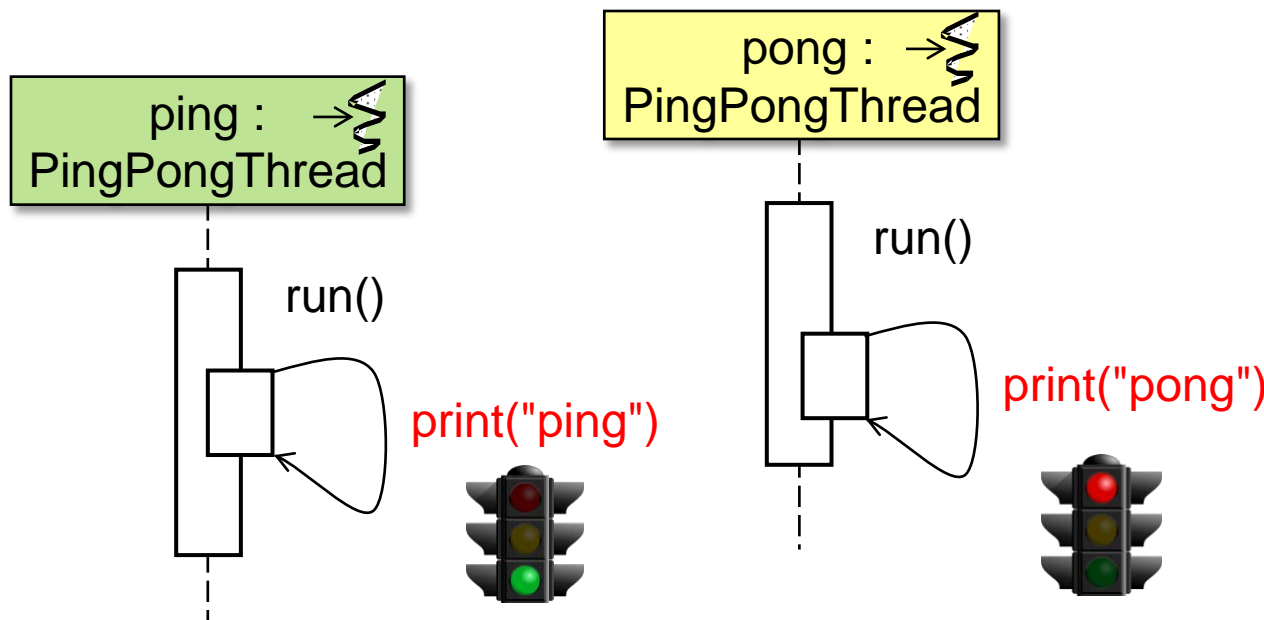 ping :
PingPongThread
run()
print("ping")
pong :
PingPongThread
run()
print("pong")